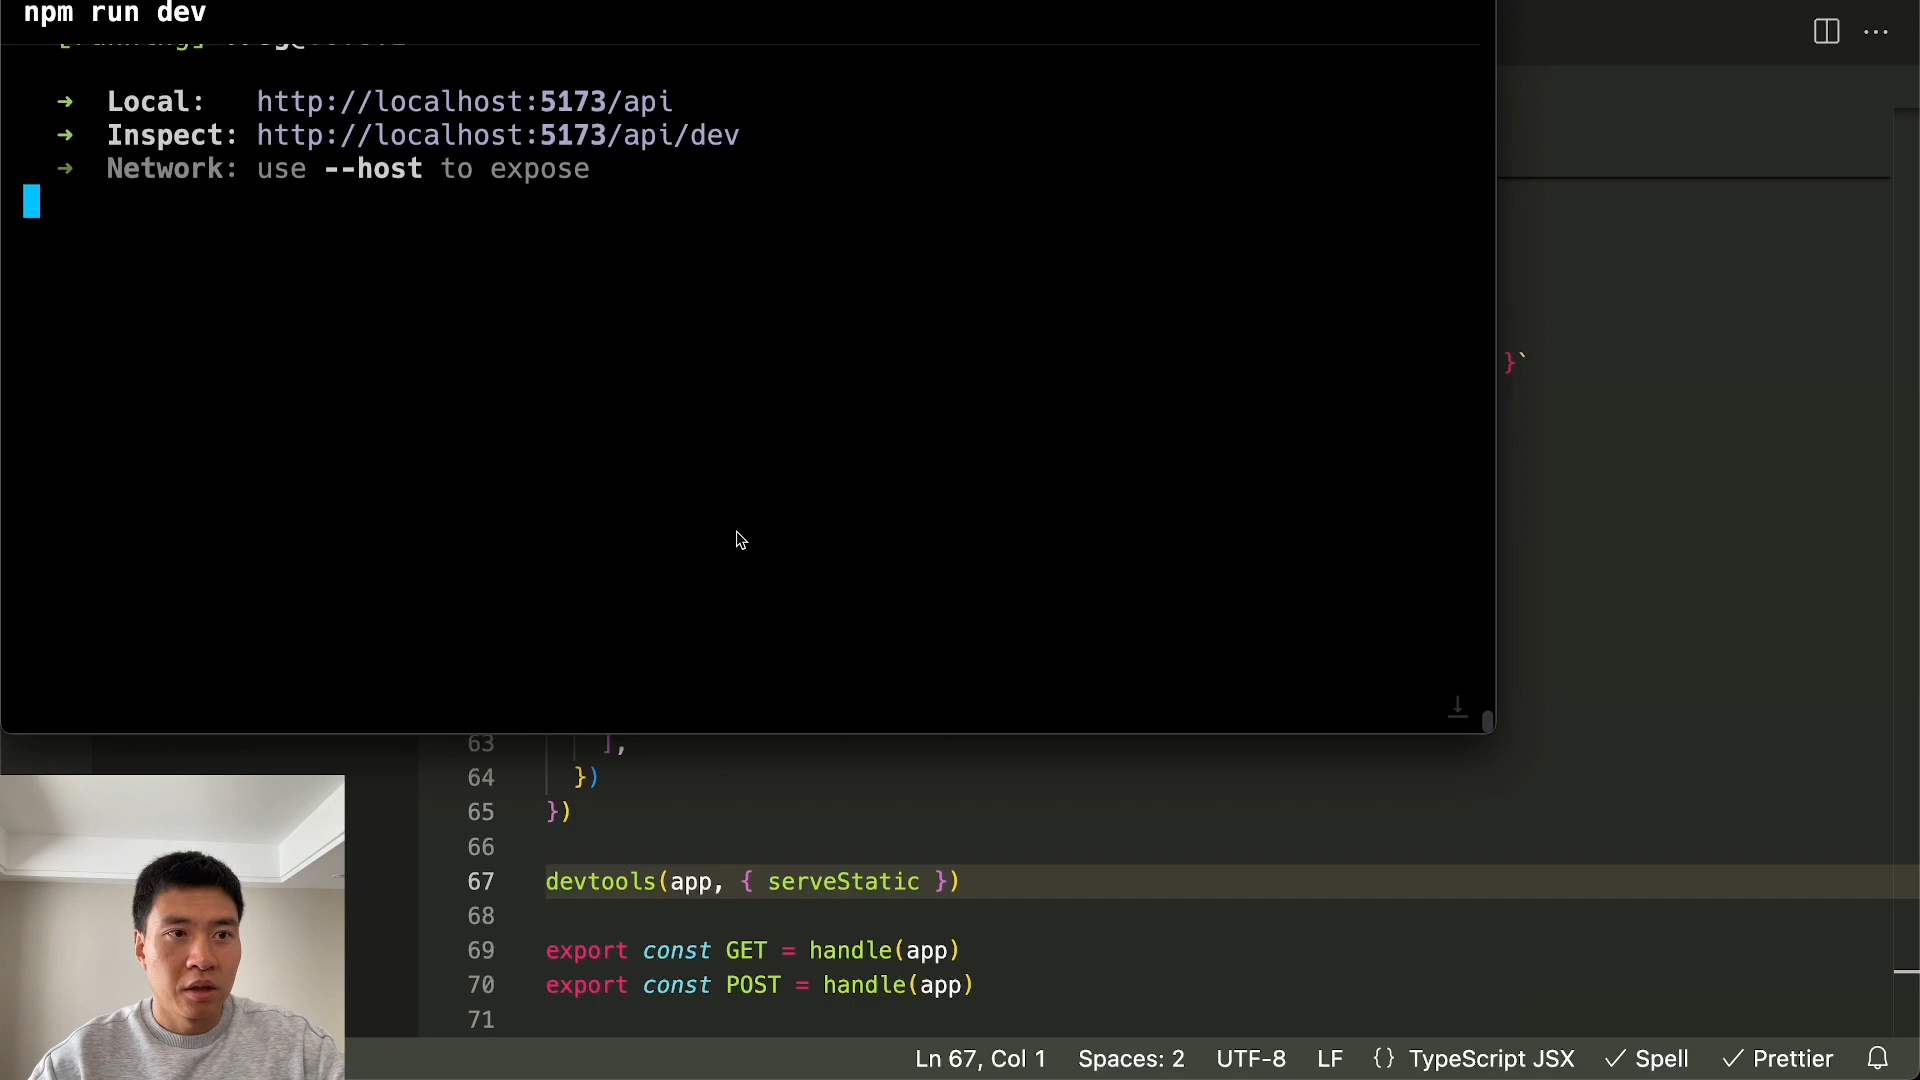 npm run dev
➜ Local: http://localhost:5173/api
➜ Inspect: http://localhost:5173/api/dev
➜ Network: use --host to expose
}`
63 ],
64 })
65 })
66
67 devtools(app, { serveStatic })
68
69 export const GET = handle(app)
70 export const POST = handle(app)
71
Ln 67, Col 1 Spaces: 2 UTF-8 LF {} TypeScript JSX ✓ Spell ✓ Prettier